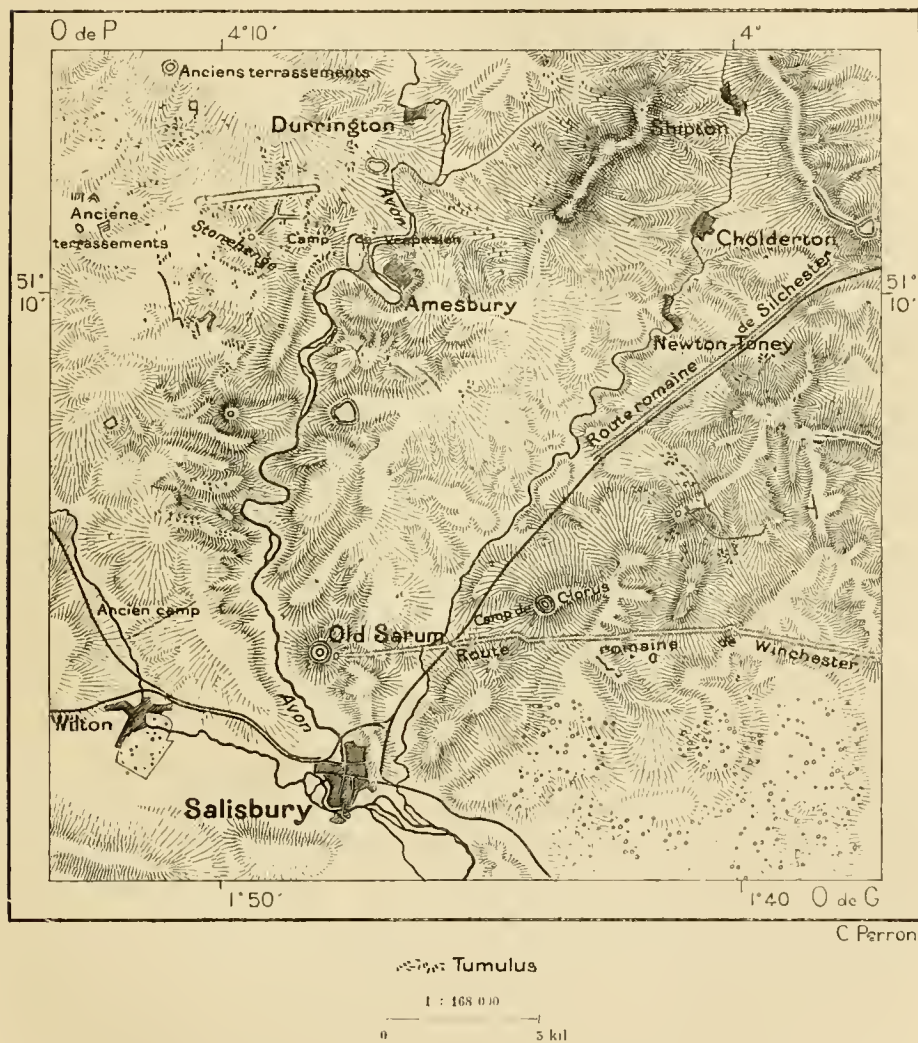 O de P
4°10'
4°
Anciens terrassements
Durrington
Shipton
Avon
Anciene
terrassements
Stonehenge
Camp de Vespasien
Cholderton
51°
10'
51°
10'
Amesbury
Newton-Toney
Route romaine de Silchester
Ancien camp
Camp de Clorus
Old Sarum
Route romaine de Winchester
Wilton
Avon
Salisbury
1°50'
1°40'
O de G
C Perron
Tumulus
1 : 168 000
0
5 kil